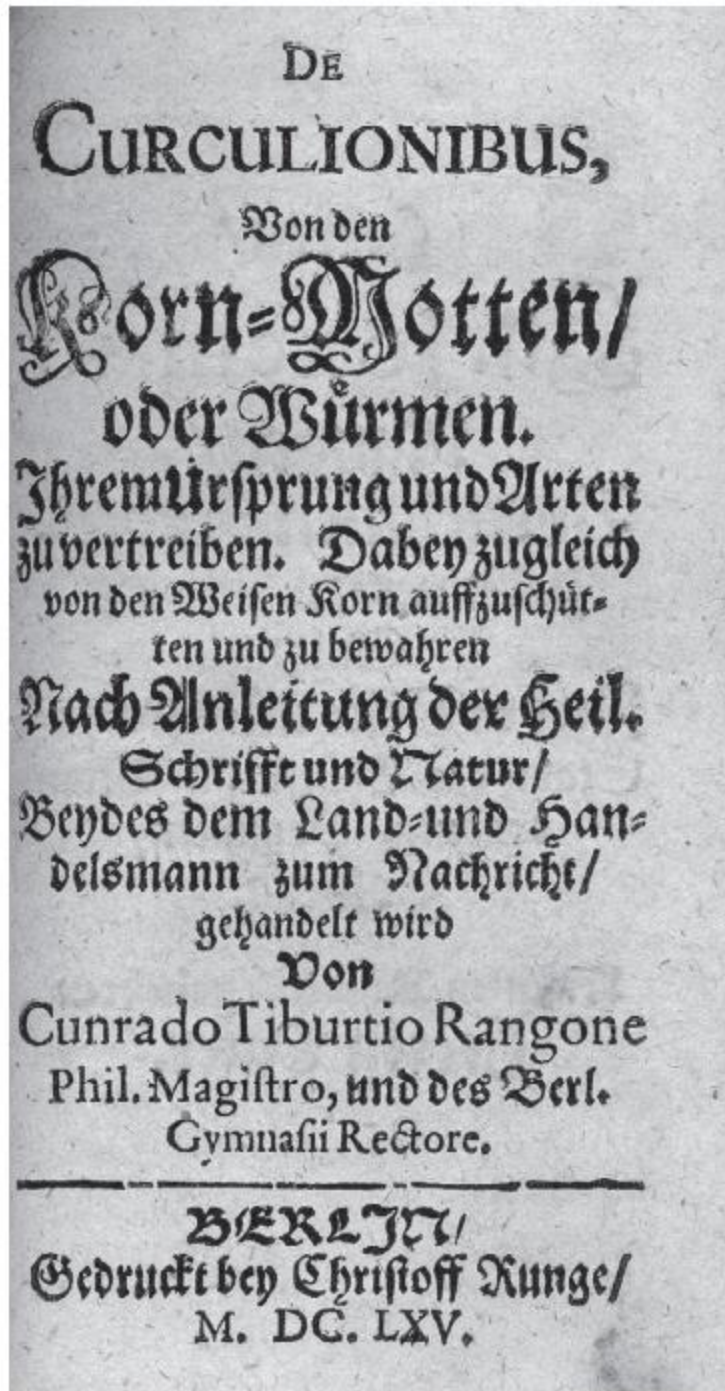 DE
CURCULIONIBUS,
Von den
Korn-Motten/
oder Wuͤrmen.
Ihrem Urſprung und Arten
zu vertreiben. Dabey zugleich
von den Weiſen Korn auffzuſchuͤt-
ten und zu bewahren
Nach Anleitung der Heil.
Schrifft und Natur/
Beydes dem Land-und Han-
delsmann zum Nachricht/
gehandelt wird
Von
Cunrado Tiburtio Rangone
Phil. Magiſtro, und des Berl.
Gymnaſii Rectore.
BERLIN/
Gedruckt bey Chriſtoff Runge/
M. DC. LXV.